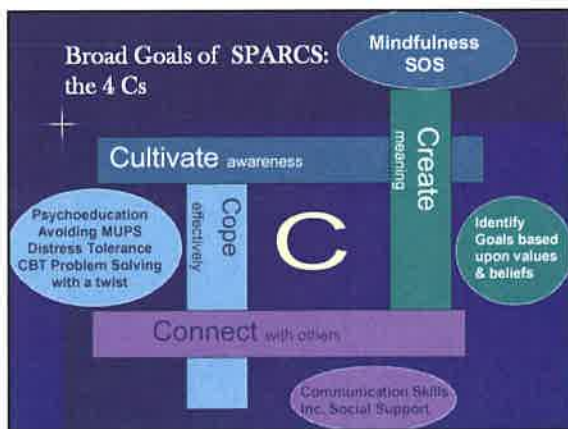 Broad Goals of SPARCS:
the 4 Cs
Mindfulness
SOS
Cultivate awareness
Create
meaning
Psychoeducation
Avoiding MUPS
Distress Tolerance
CBT Problem Solving
with a twist
Cope
effectively
C
Identify
Goals based
upon values
& beliefs
Connect with others
Communication Skills
Inc. Social Support